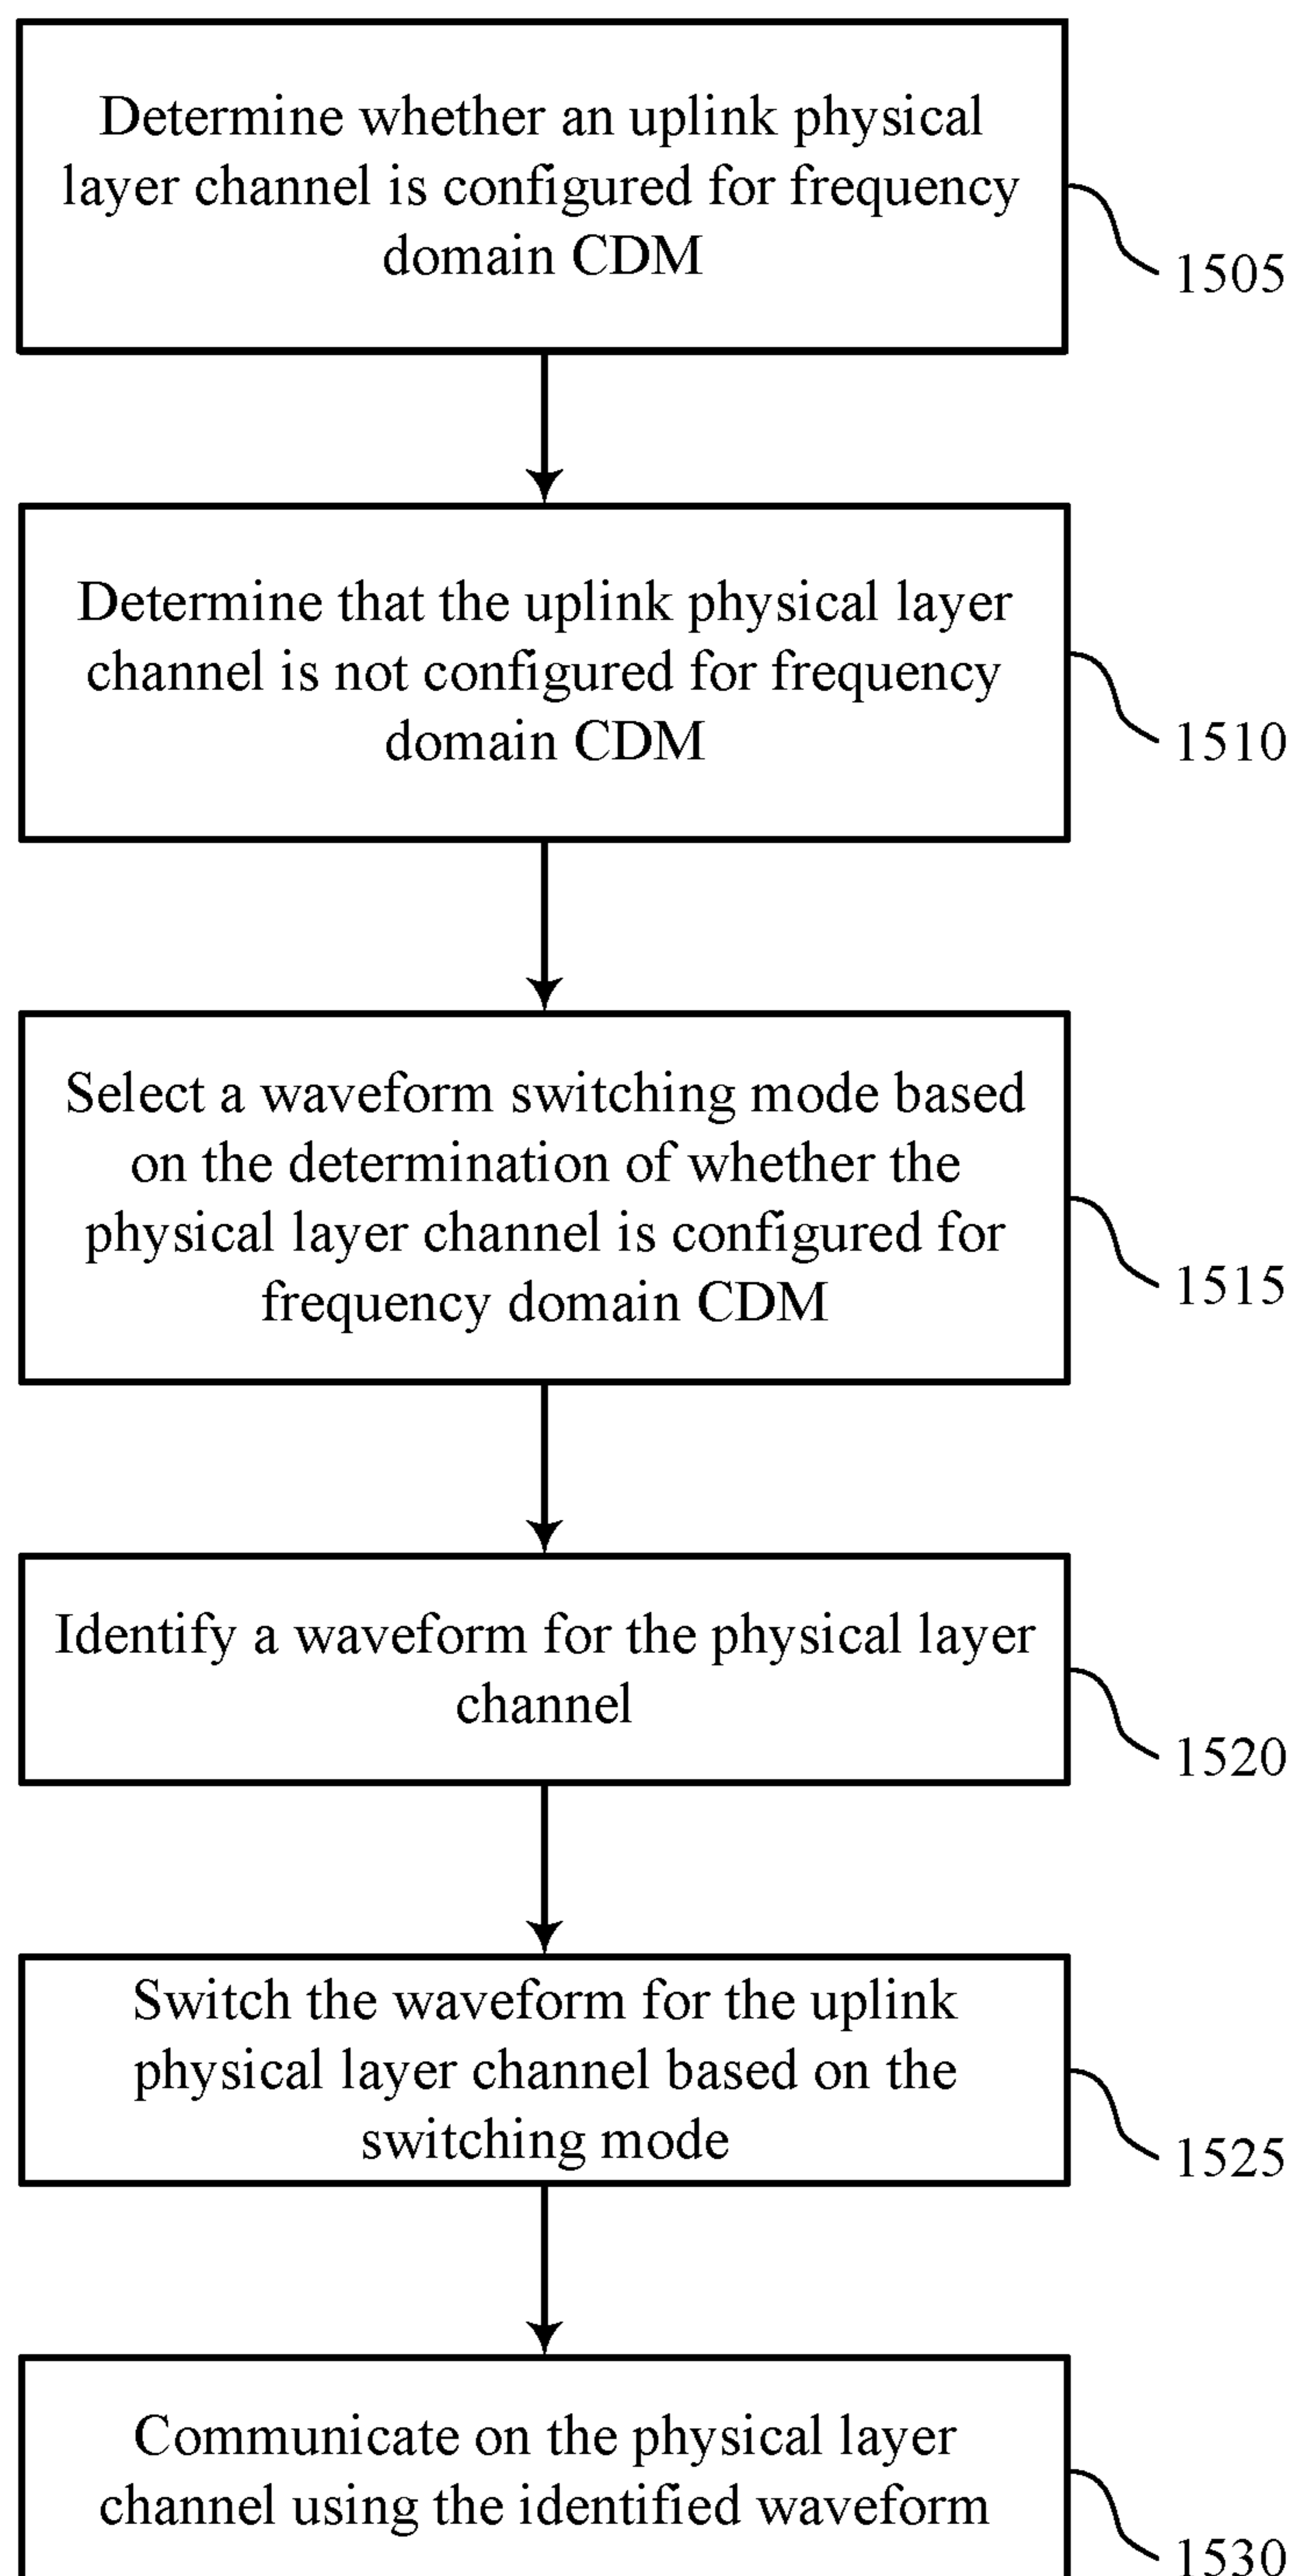 Determine whether an uplink physical
layer channel is configured for frequency
domain CDM
1505
Determine that the uplink physical layer
channel is not configured for frequency
domain CDM
1510
Select a waveform switching mode based
on the determination of whether the
physical layer channel is configured for
frequency domain CDM
1515
Identify a waveform for the physical layer
channel
1520
Switch the waveform for the uplink
physical layer channel based on the
switching mode
1525
Communicate on the physical layer
channel using the identified waveform
1530